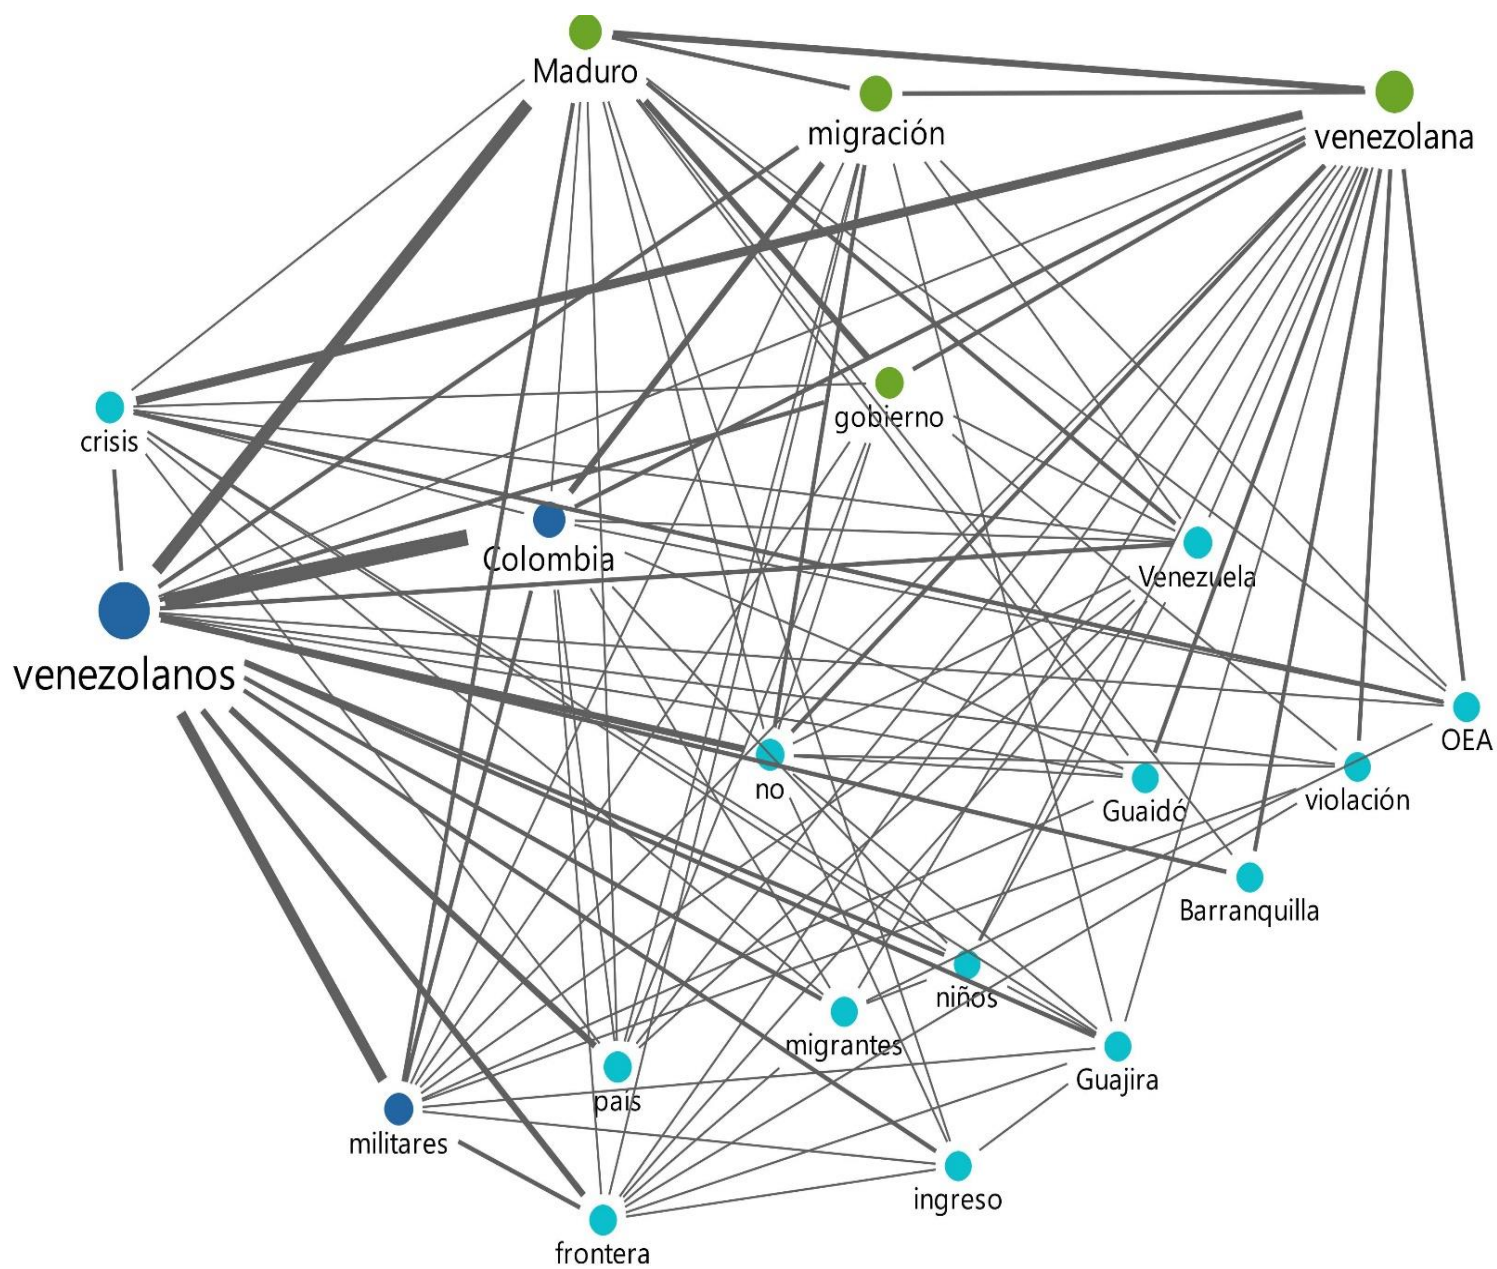 Maduro
migración
venezolana
gobierno
crisis
Colombia
Venezuela
venezolanos
OEA
no
Guaidó
violación
Barranquilla
niños
migrantes
Guajira
país
militares
ingreso
frontera